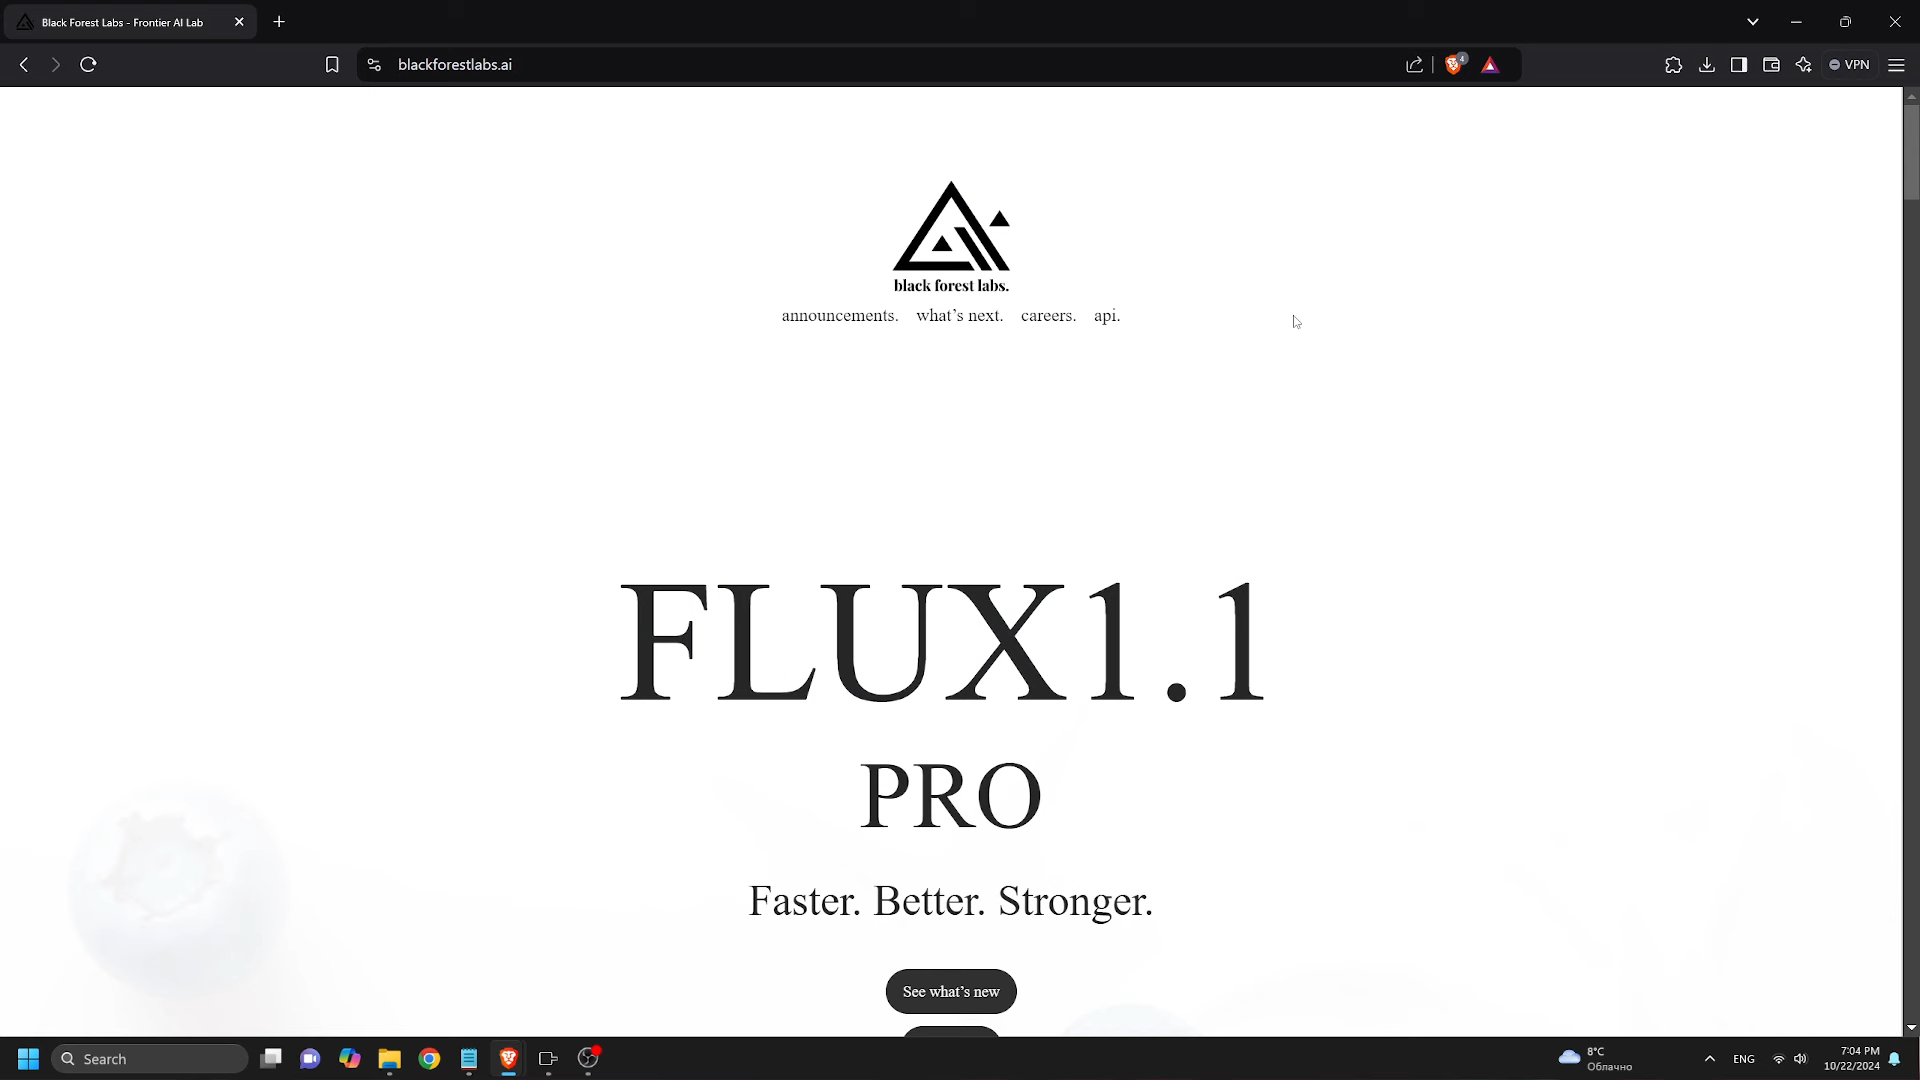 Black Forest Labs - Frontier AI Lab
blackforestlabs.ai
4
VPN
black forest labs.
announcements. what's next. careers. api.
FLUX1.1
PRO
Faster. Better. Stronger.
See what's new
Search
8°C
Облачно
ENG
7:04 PM
10/22/2024